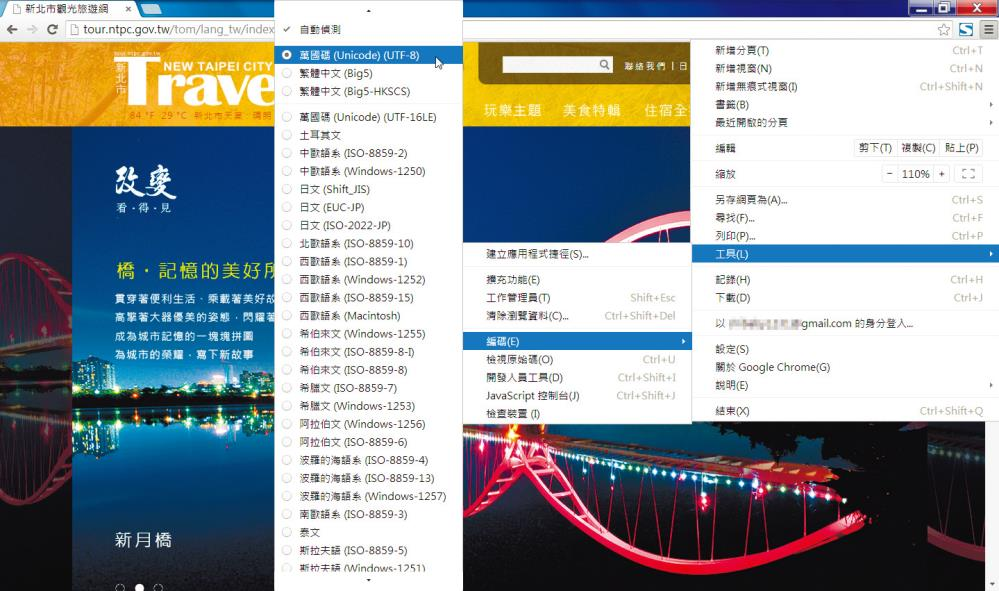 新北市觀光旅遊網
tour.ntpc.gov.tw/tom/lang_tw/index
tour.ntpc.gov.tw
新北市
NEW TAIPEI CITY
Trave
84 °F 29 °C 新北市天氣 晴時
聯絡我們 | 日
玩樂主題 美食特輯 住宿全
改變
看・得・見
橋・記憶的美好所
貫穿著便利生活、乘載著美好故
高擎著大器優美的姿態,閃耀著
成為城市記憶的一塊塊拼圖
為城市的榮耀,寫下新故事
新月橋
自動偵測
萬國碼 (Unicode) (UTF-8)
繁體中文 (Big5)
繁體中文 (Big5-HKSCS)
萬國碼 (Unicode) (UTF-16LE)
土耳其文
中歐語系 (ISO-8859-2)
中歐語系 (Windows-1250)
日文 (Shift_JIS)
日文 (EUC-JP)
日文 (ISO-2022-JP)
北歐語系 (ISO-8859-10)
西歐語系 (ISO-8859-1)
西歐語系 (Windows-1252)
西歐語系 (ISO-8859-15)
西歐語系 (Macintosh)
希伯來文 (Windows-1255)
希伯來文 (ISO-8859-8-I)
希伯來文 (ISO-8859-8)
希臘文 (ISO-8859-7)
希臘文 (Windows-1253)
阿拉伯文 (Windows-1256)
阿拉伯文 (ISO-8859-6)
波羅的海語系 (ISO-8859-4)
波羅的海語系 (ISO-8859-13)
波羅的海語系 (Windows-1257)
南歐語系 (ISO-8859-3)
泰文
斯拉夫語 (ISO-8859-5)
斯拉夫語 (Windows-1251)
建立應用程式捷徑(S)...
擴充功能(E)
工作管理員(T) Shift+Esc
清除瀏覽資料(C)... Ctrl+Shift+Del
編碼(E)
檢視原始碼(O) Ctrl+U
開發人員工具(D) Ctrl+Shift+I
JavaScript 控制台(J) Ctrl+Shift+J
檢查裝置 (I)
新增分頁(T) Ctrl+T
新增視窗(N) Ctrl+N
新增無痕式視窗(I) Ctrl+Shift+N
書籤(B)
最近開啟的分頁
編輯 剪下(T) 複製(C) 貼上(P)
縮放 − 110% +
另存網頁為(A)... Ctrl+S
尋找(F)... Ctrl+F
列印(P)... Ctrl+P
工具(L)
記錄(H) Ctrl+H
下載(D) Ctrl+J
以 gmail.com 的身分登入...
設定(S)
關於 Google Chrome(G)
說明(E)
結束(X) Ctrl+Shift+Q